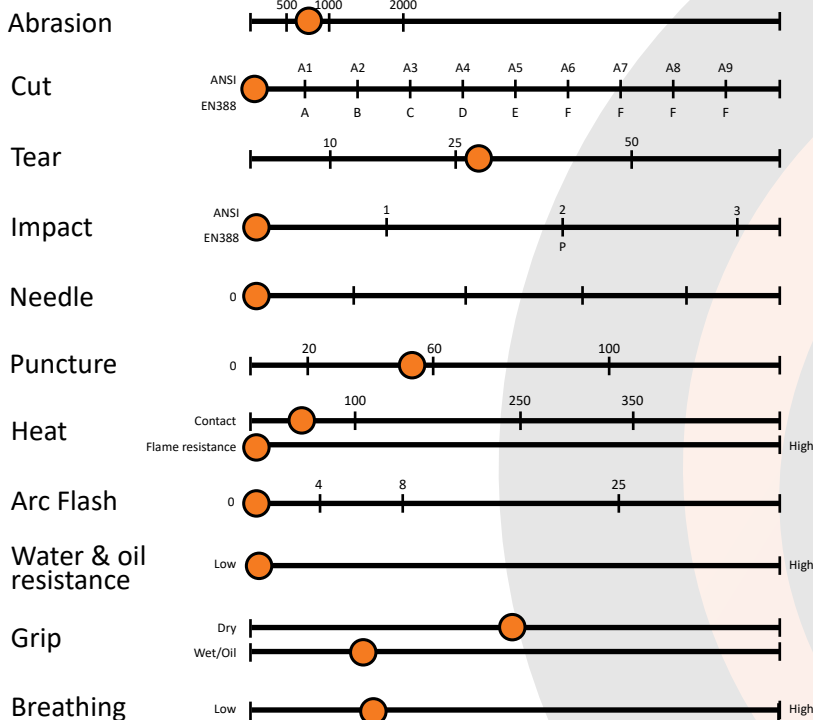 500 1000 2000
Abrasion
A1 A2 A3 A4 A5 A6 A7 A8 A9
ANSI
Cut
EN388
A B C D E F F F F
10 25 50
Tear
ANSI 1 2 3
Impact
EN388 P
Needle 0
20 60 100
Puncture 0
100 250 350
Contact
Heat
Flame resistance High
4 8 25
Arc Flash 0
Water & oil
resistance
Low High
Dry
Grip
Wet/Oil
Breathing Low High